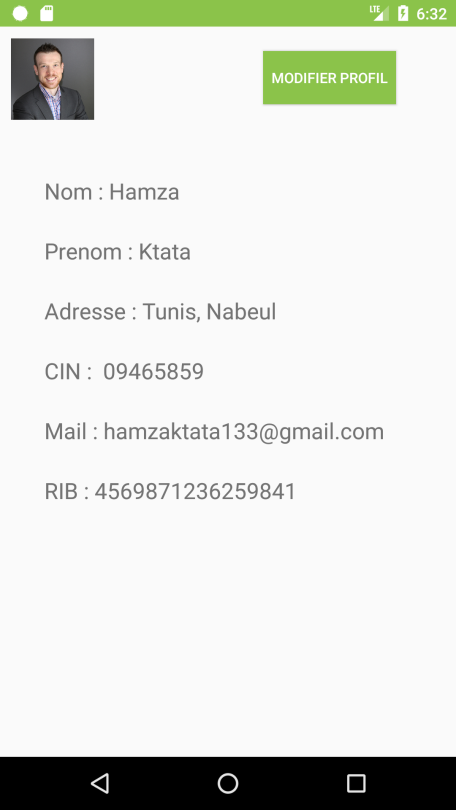 LTE 6:32
MODIFIER PROFIL
Nom : Hamza
Prenom : Ktata
Adresse : Tunis, Nabeul
CIN :  09465859
Mail : hamzaktata133@gmail.com
RIB : 4569871236259841